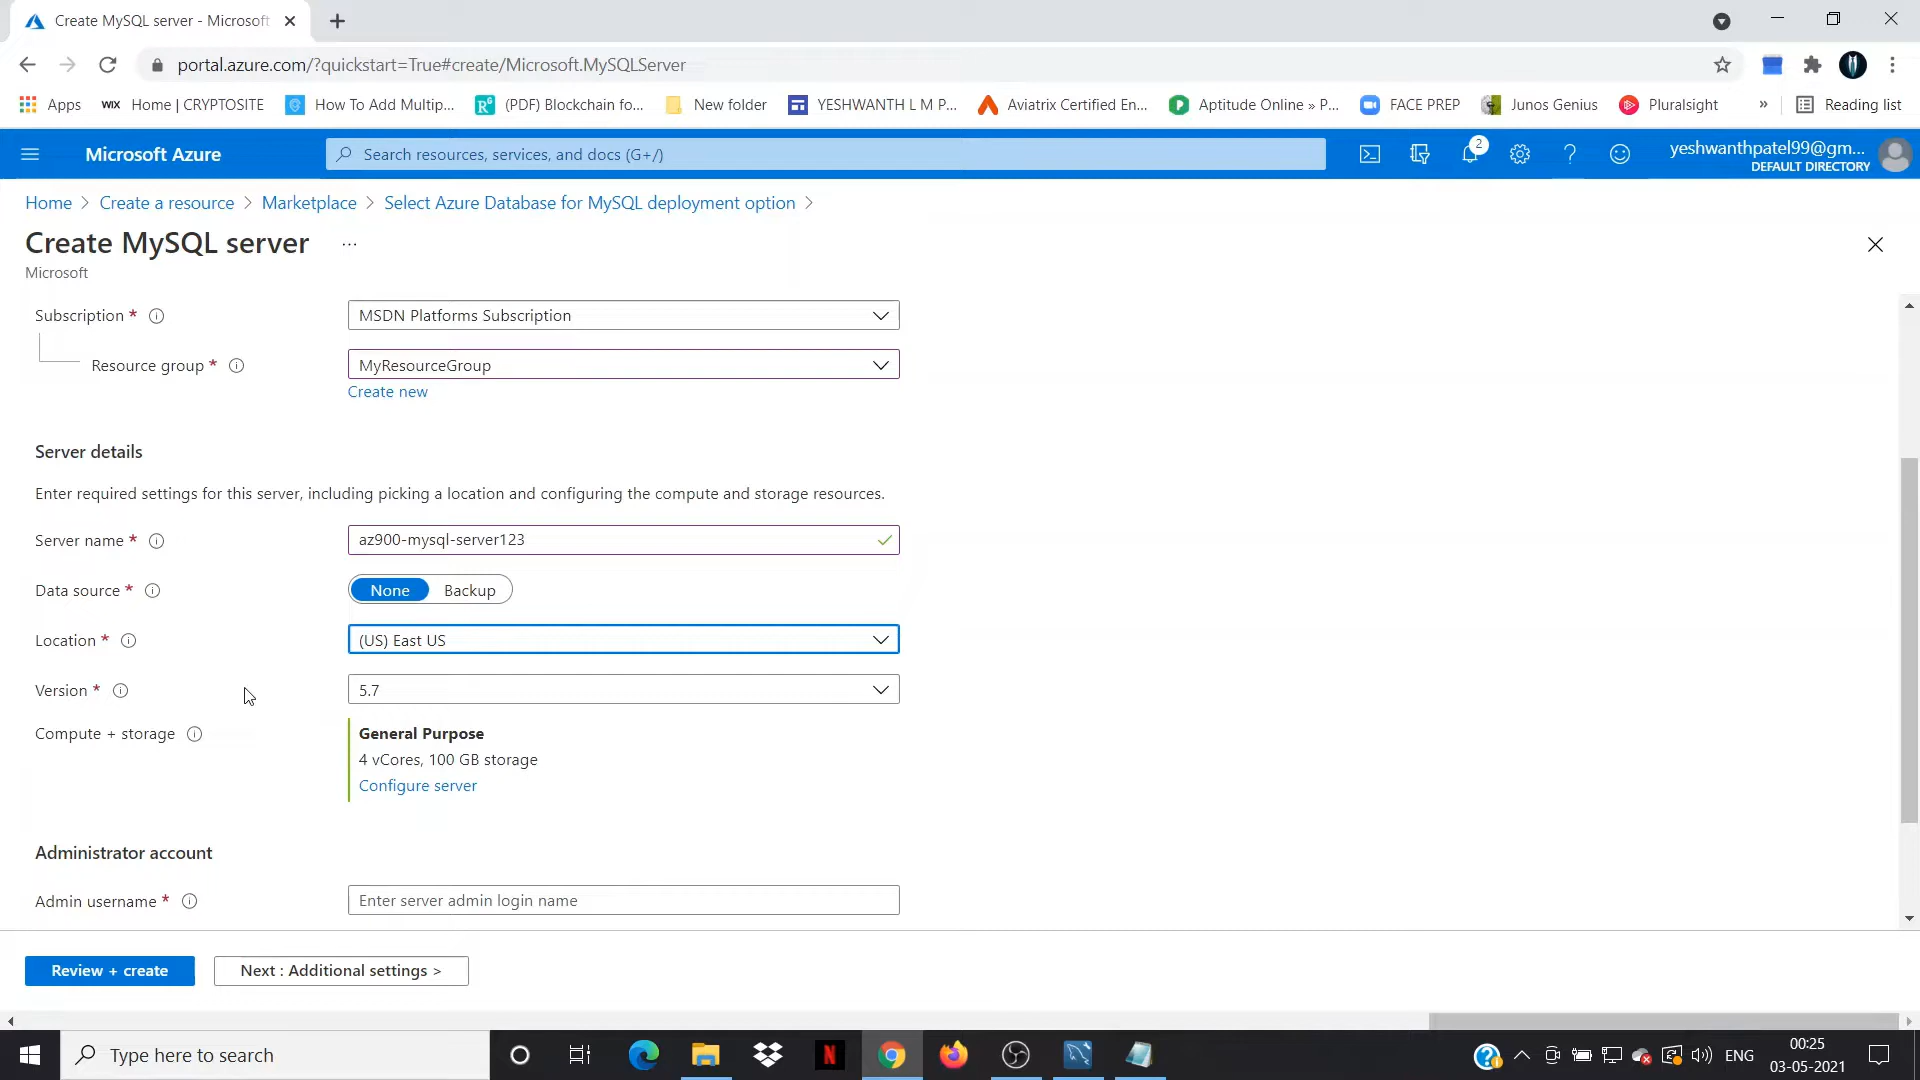 Create MySQL server - Microsoft
portal.azure.com/?quickstart=True#create/Microsoft.MySQLServer
Apps
WIX Home | CRYPTOSITE
How To Add Multip...
(PDF) Blockchain fo...
New folder
YESHWANTH L M P...
Aviatrix Certified En...
Aptitude Online » P...
FACE PREP
Junos Genius
Pluralsight
»
Reading list
Microsoft Azure
Search resources, services, and docs (G+/)
2
yeshwanthpatel99@gm...
DEFAULT DIRECTORY
Home > Create a resource > Marketplace > Select Azure Database for MySQL deployment option >
Create MySQL server ...
Microsoft
Subscription * MSDN Platforms Subscription
Resource group * MyResourceGroup
Create new
Server details
Enter required settings for this server, including picking a location and configuring the compute and storage resources.
Server name * az900-mysql-server123
Data source * None Backup
Location * (US) East US
Version * 5.7
Compute + storage General Purpose
4 vCores, 100 GB storage
Configure server
Administrator account
Admin username * Enter server admin login name
Review + create
Next : Additional settings >
Type here to search
N
ENG
00:25
03-05-2021